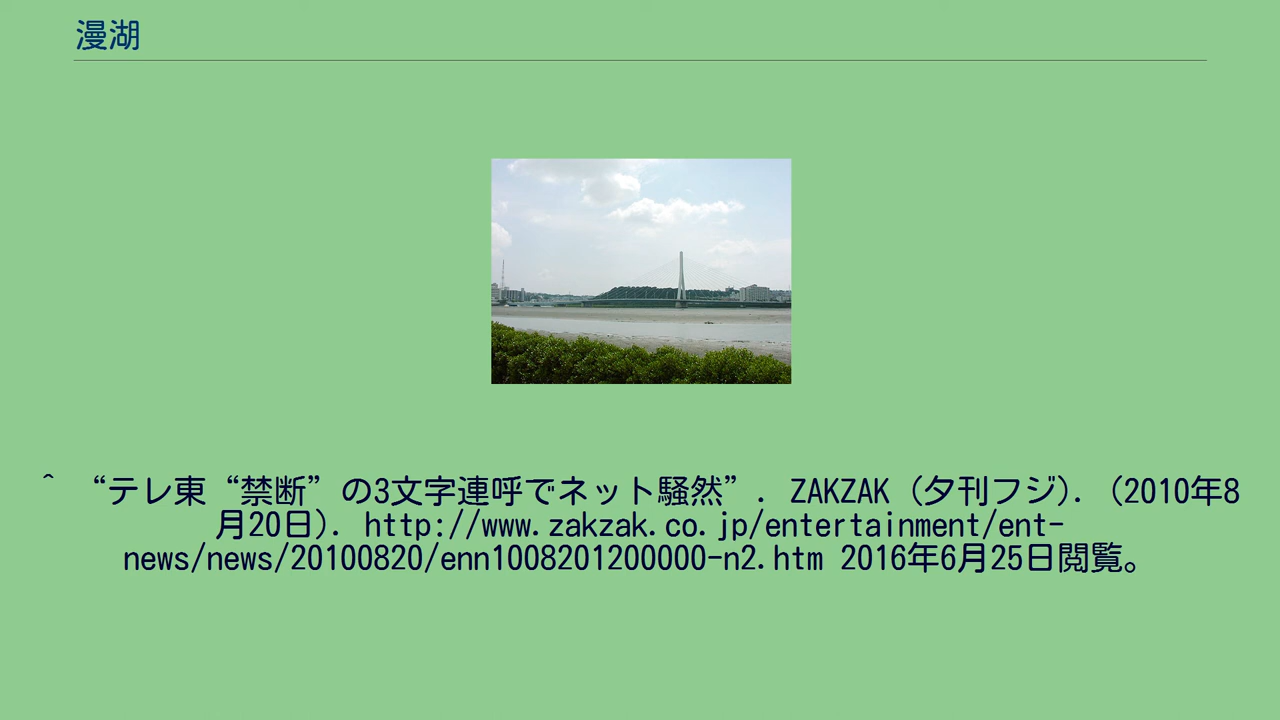 漫湖
^ “テレ東“禁断”の3文字連呼でネット騒然”. ZAKZAK (夕刊フジ). (2010年8
月20日). http://www.zakzak.co.jp/entertainment/ent-
news/news/20100820/enn1008201200000-n2.htm 2016年6月25日閲覧。